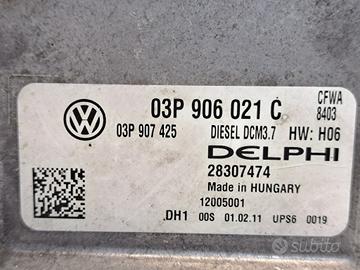 03P 906 021 C CFWA
8403
03P 907 425 DIESEL DCM3.7 HW: H06
DELPHI
28307474
Made in HUNGARY
12005001
DH1 00S 01.02.11 UPS6 0019
subito